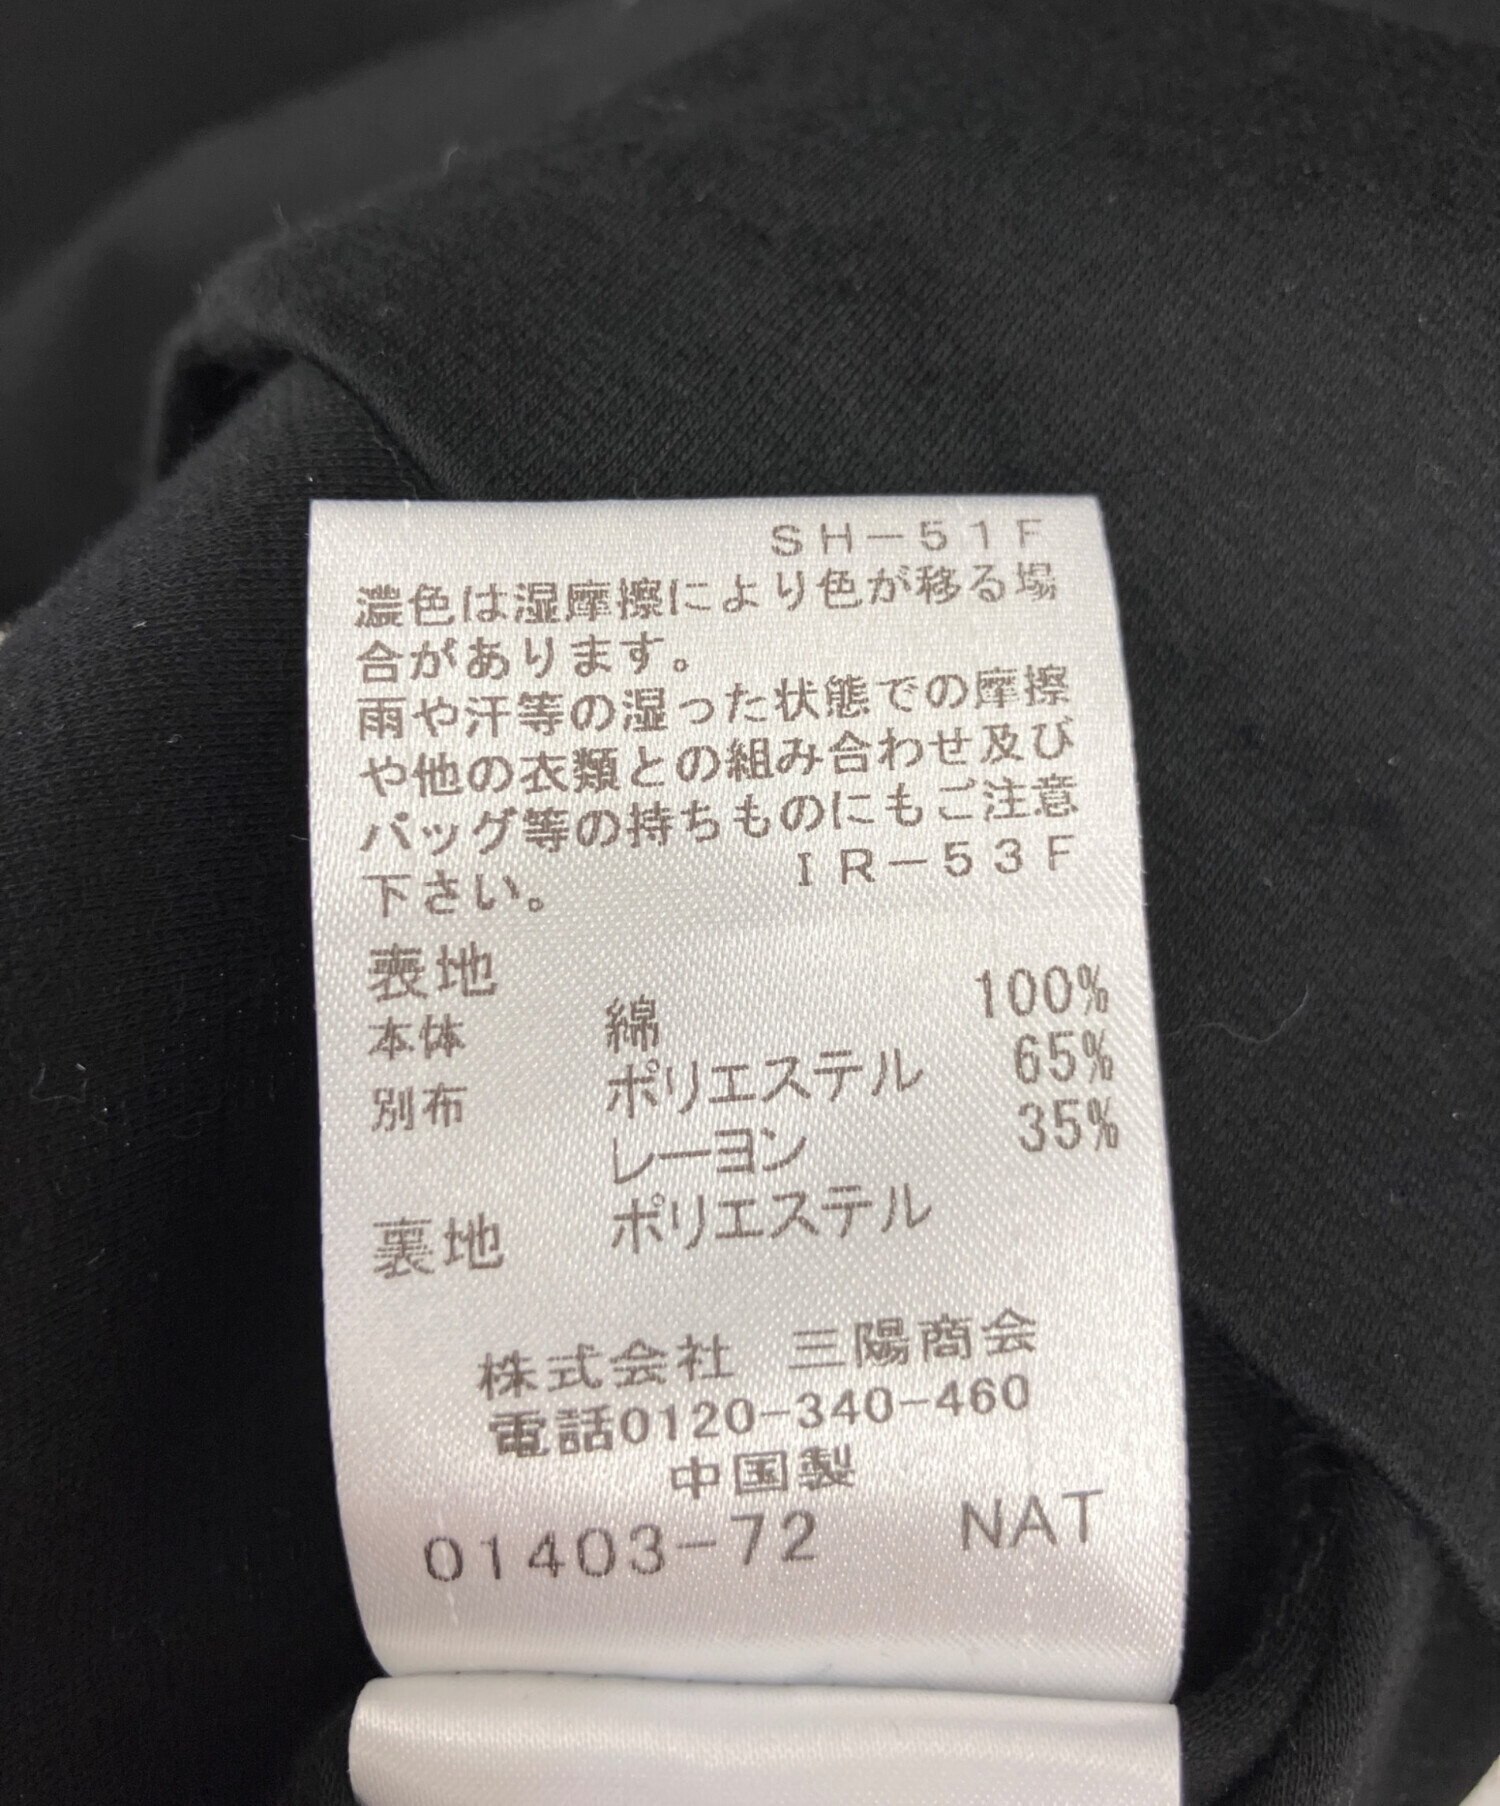 SH-51F
濃色は湿摩擦により色が移る場
合があります。
雨や汗等の湿った状態での摩擦
や他の衣類との組み合わせ及び
バッグ等の持ちものにもご注意
下さい。 IR-53F
表地
本体 綿 100%
別布 ポリエステル 65%
レーヨン 35%
裏地 ポリエステル
株式会社 三陽商会
電話0120-340-460
中国製
01403-72 NAT